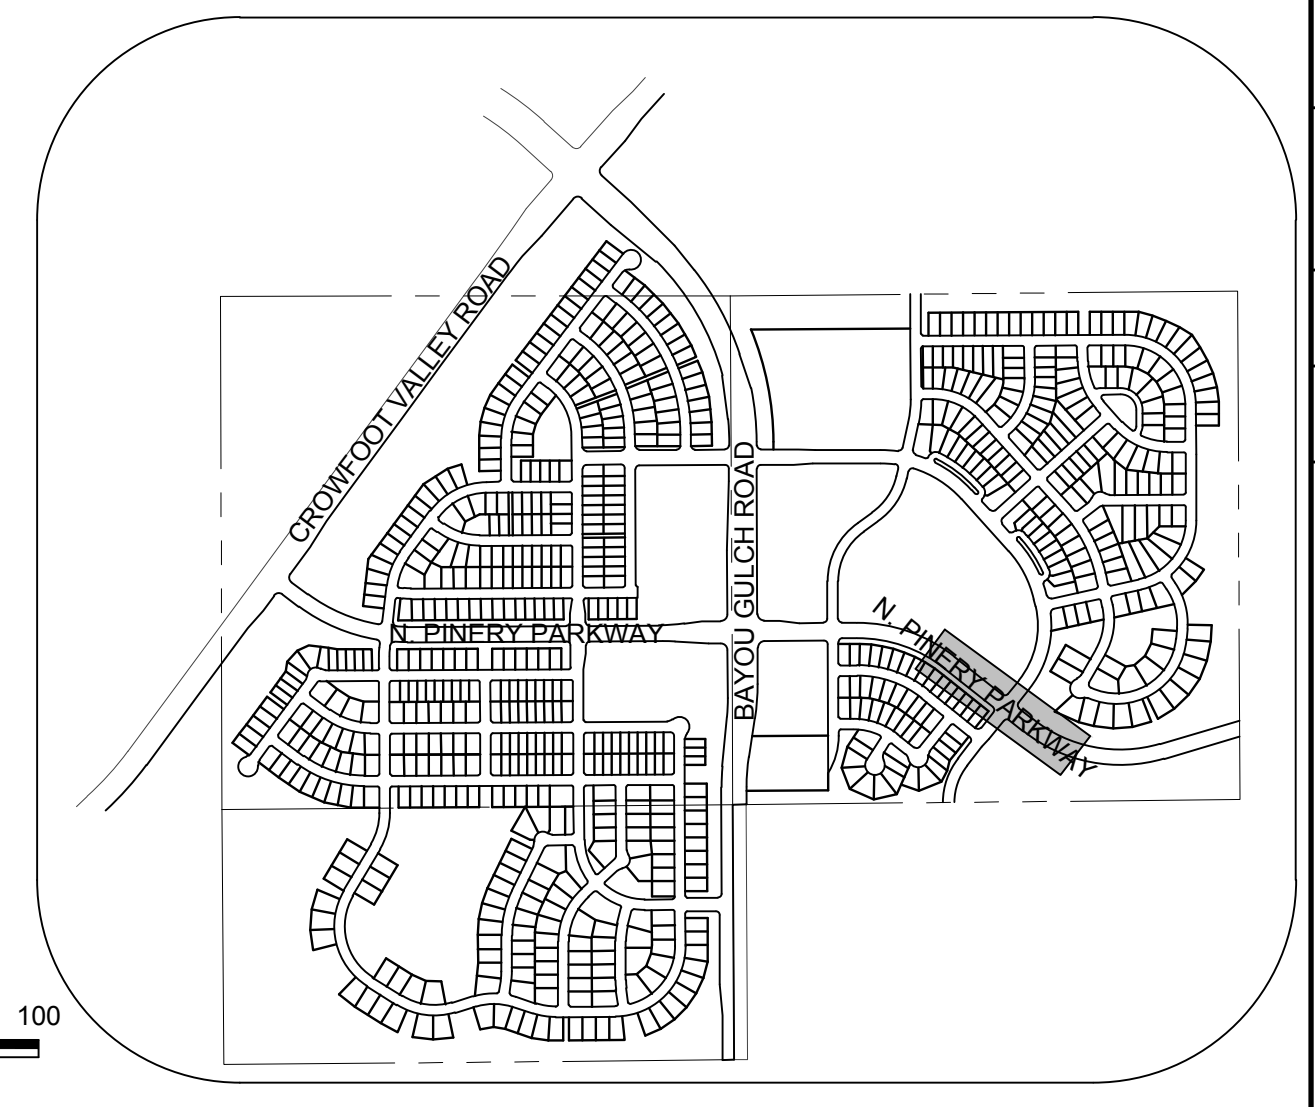 CROWFOOT VALLEY ROAD
BAYOU GULCH ROAD
N. PINERY PARKWAY
N. PINERY PARKWAY
100